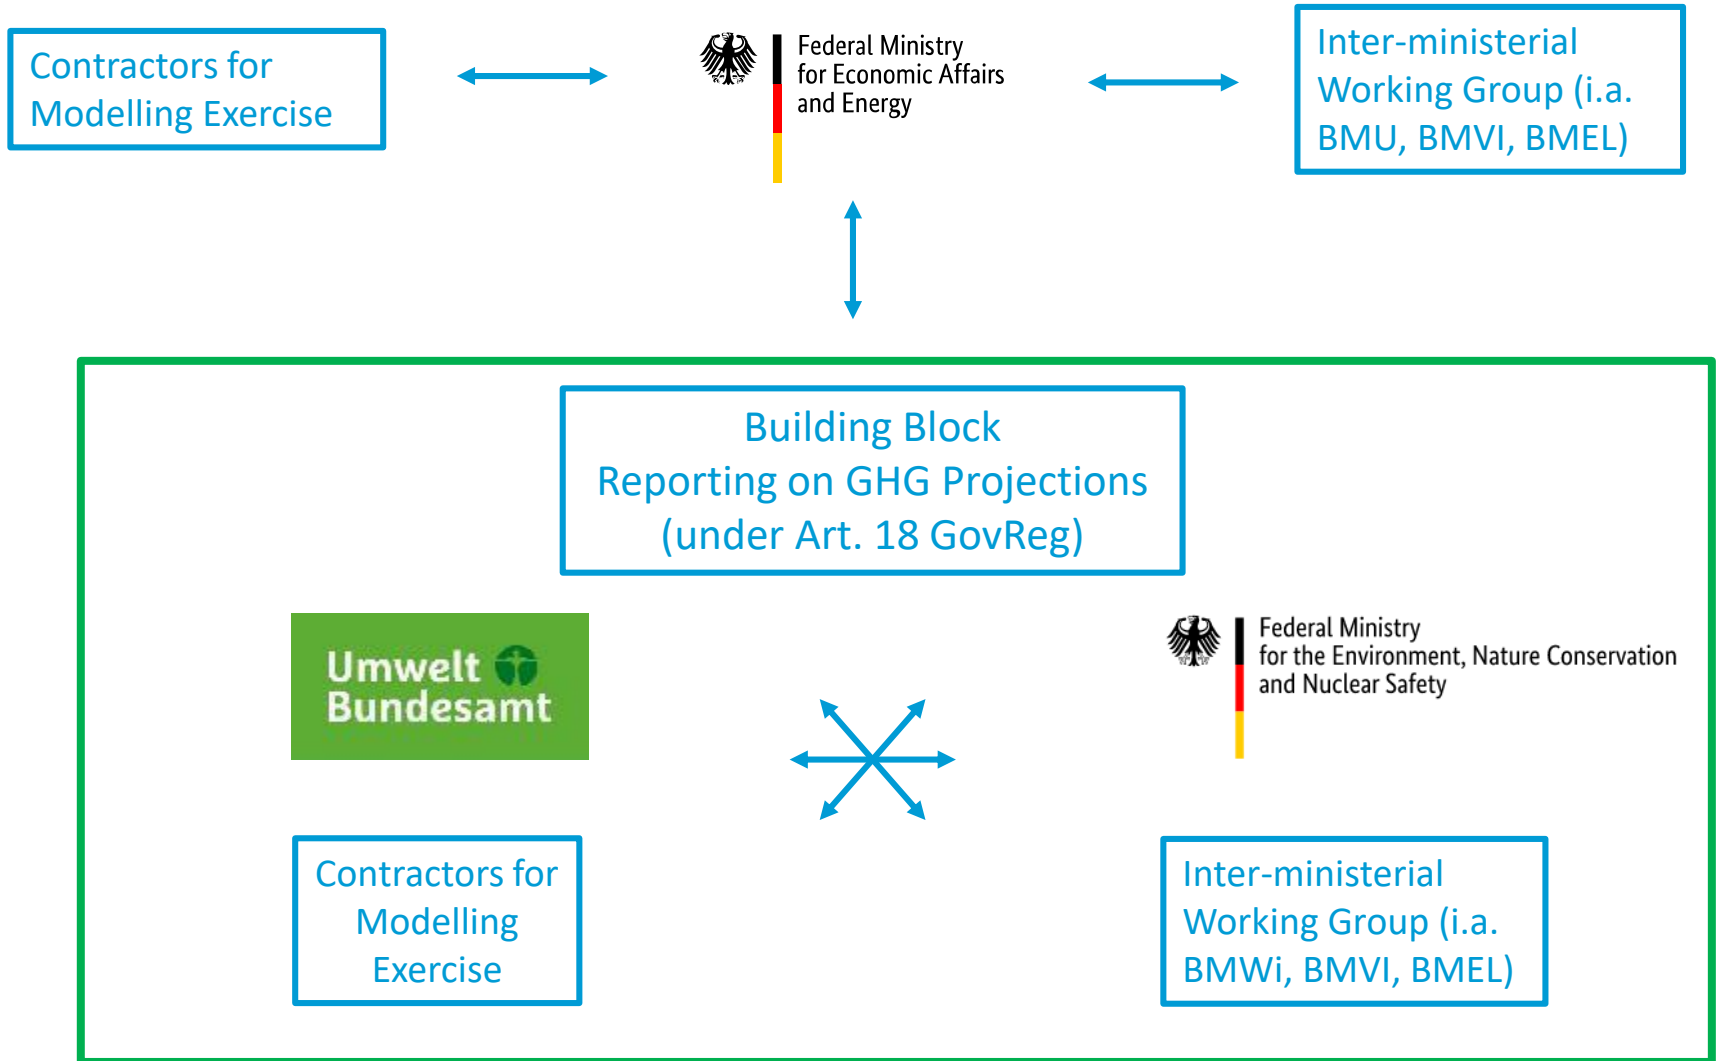 Contractors for
Modelling Exercise
Federal Ministry
for Economic Affairs
and Energy
Inter-ministerial
Working Group (i.a.
BMU, BMVI, BMEL)
Building Block
Reporting on GHG Projections
(under Art. 18 GovReg)
Umwelt
Bundesamt
Federal Ministry
for the Environment, Nature Conservation
and Nuclear Safety
Contractors for
Modelling
Exercise
Inter-ministerial
Working Group (i.a.
BMWi, BMVI, BMEL)